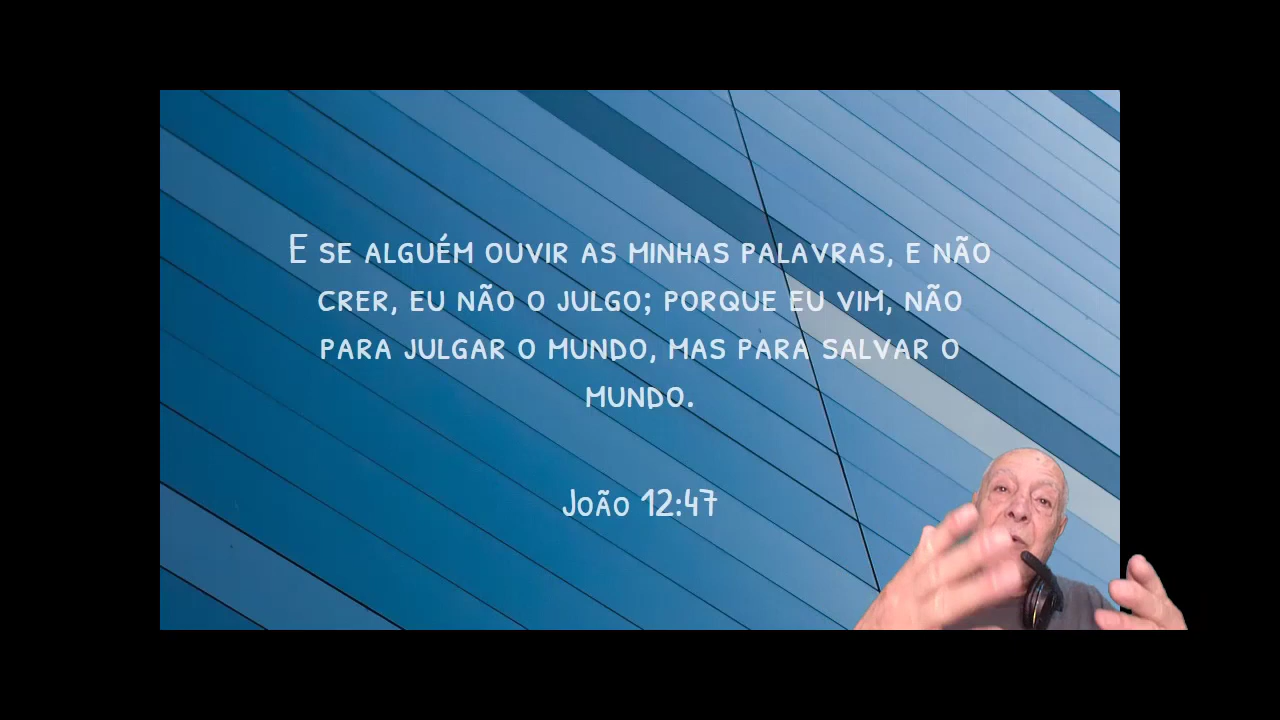 E se alguém ouvir as minhas palavras, e não
crer, eu não o julgo; porque eu vim, não
para julgar o mundo, mas para salvar o
mundo.
João 12:47